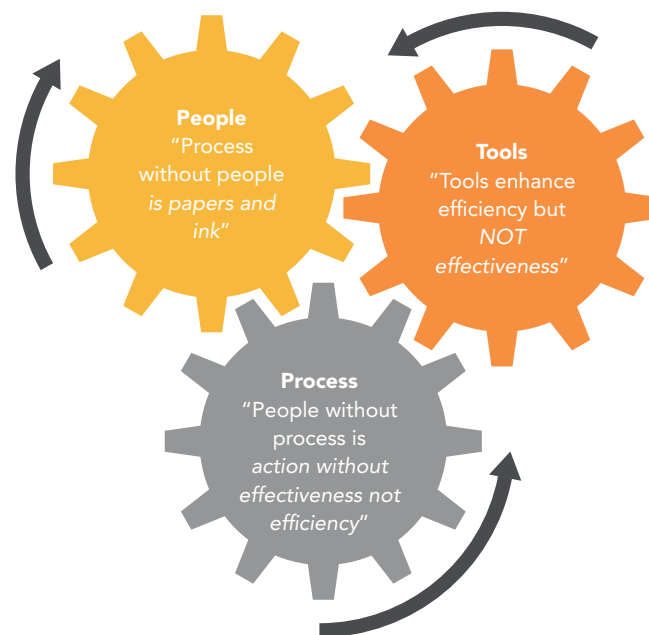 People
“Process
without people
is papers and
ink”
Tools
“Tools enhance
efficiency but
NOT
effectiveness”
Process
“People without
process is
action without
effectiveness not
efficiency”